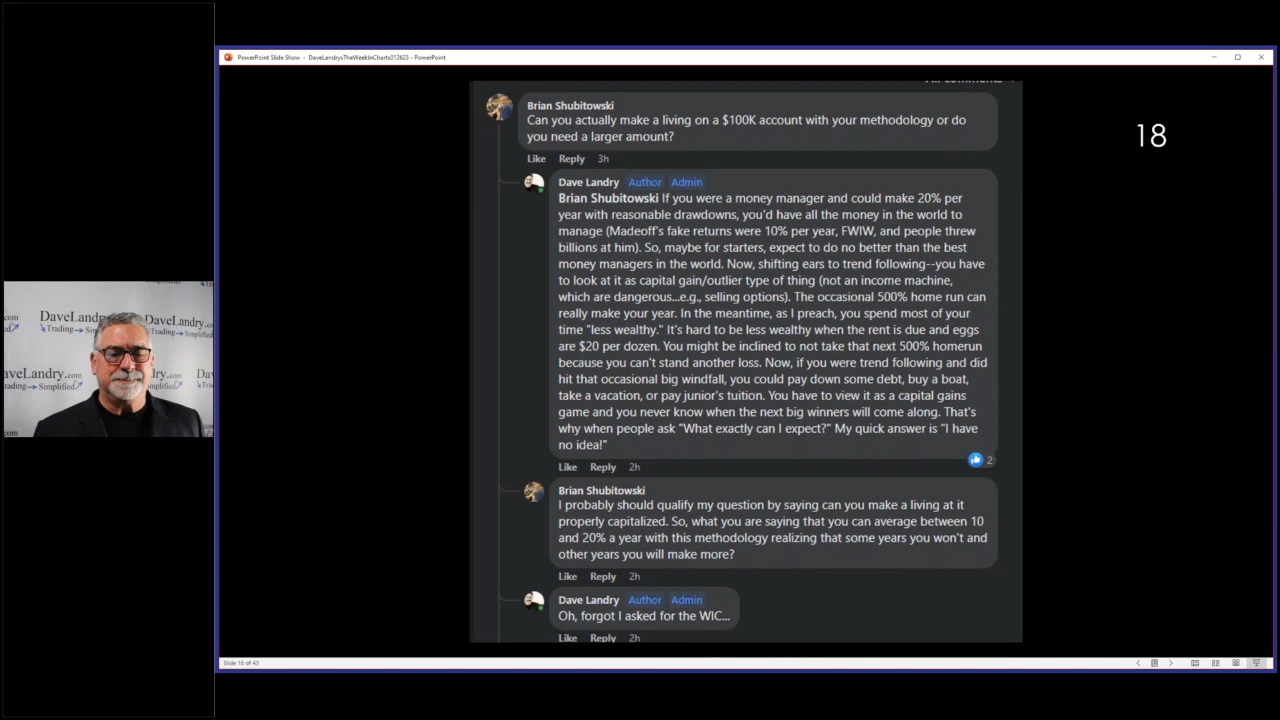 PowerPoint Slide Show - DaveLandrysTheWeekInCharts012623 - PowerPoint
18
Brian Shubitowski
Can you actually make a living on a $100K account with your methodology or do
you need a larger amount?
Like Reply 3h
Dave Landry Author Admin
Brian Shubitowski If you were a money manager and could make 20% per
year with reasonable drawdowns, you'd have all the money in the world to
manage (Madeoff's fake returns were 10% per year, FWIW, and people threw
billions at him). So, maybe for starters, expect to do no better than the best
money managers in the world. Now, shifting ears to trend following--you have
to look at it as capital gain/outlier type of thing (not an income machine,
which are dangerous...e.g., selling options). The occasional 500% home run can
really make your year. In the meantime, as I preach, you spend most of your
time "less wealthy." It's hard to be less wealthy when the rent is due and eggs
are $20 per dozen. You might be inclined to not take that next 500% homerun
because you can't stand another loss. Now, if you were trend following and did
hit that occasional big windfall, you could pay down some debt, buy a boat,
take a vacation, or pay junior's tuition. You have to view it as a capital gains
game and you never know when the next big winners will come along. That's
why when people ask "What exactly can I expect?" My quick answer is "I have
no idea!"
2
Like Reply 2h
Brian Shubitowski
I probably should qualify my question by saying can you make a living at it
properly capitalized. So, what you are saying that you can average between 10
and 20% a year with this methodology realizing that some years you won't and
other years you will make more?
Like Reply 2h
Dave Landry Author Admin
Oh, forgot I asked for the WIC...
Like Reply 2h
Slide 18 of 43
.com
DaveLandry
Trading Simplified
DaveLandry.com
Trading Simplified
aveLandry.com
rading Simplified
Da
Tra
.com
com